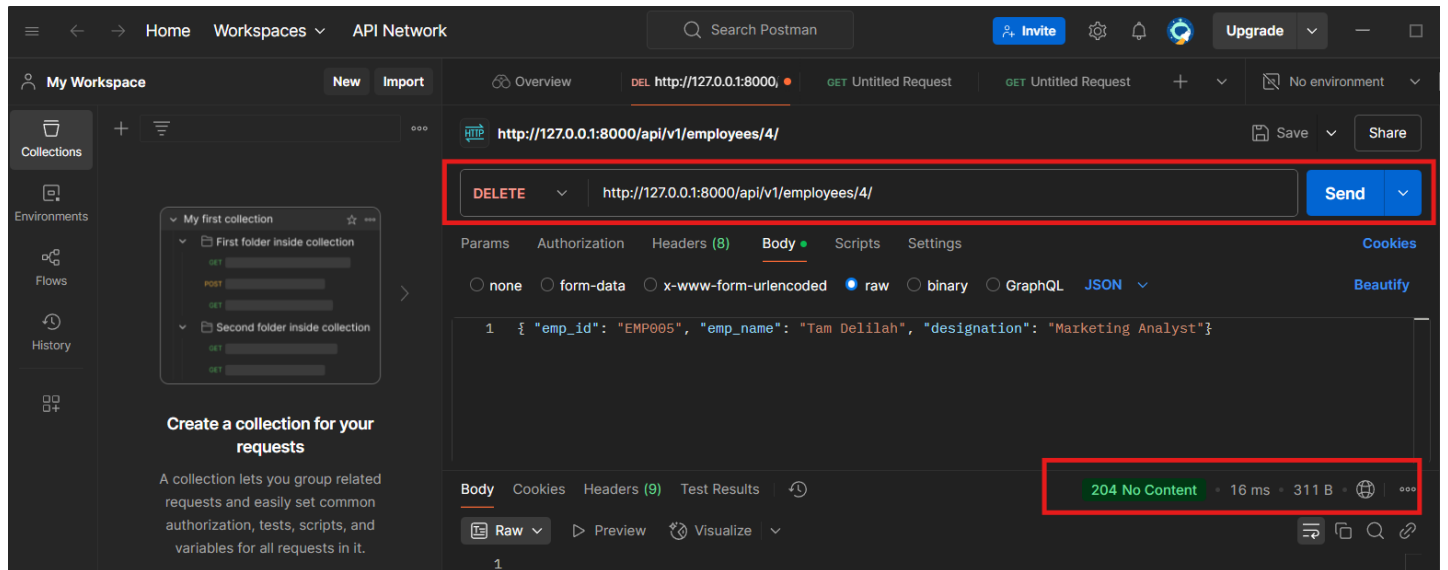 Home Workspaces API Network Search Postman Invite Upgrade
My Workspace New Import Overview DEL http://127.0.0.1:8000/ GET Untitled Request GET Untitled Request No environment
Collections
HTTP http://127.0.0.1:8000/api/v1/employees/4/ Save Share
DELETE http://127.0.0.1:8000/api/v1/employees/4/ Send
Environments
Params Authorization Headers (8) Body Scripts Settings Cookies
none form-data x-www-form-urlencoded raw binary GraphQL JSON Beautify
Flows
History
My first collection
First folder inside collection
GET
POST
GET
Second folder inside collection
GET
GET
1 { "emp_id": "EMP005", "emp_name": "Tam Delilah", "designation": "Marketing Analyst"}
Create a collection for your
requests
A collection lets you group related
requests and easily set common
authorization, tests, scripts, and
variables for all requests in it.
Body Cookies Headers (9) Test Results 204 No Content 16 ms 311 B
Raw Preview Visualize
1